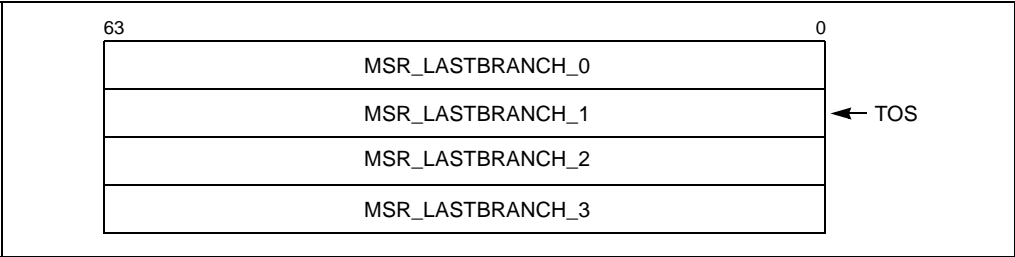 63 0
MSR_LASTBRANCH_0
MSR_LASTBRANCH_1 TOS
MSR_LASTBRANCH_2
MSR_LASTBRANCH_3